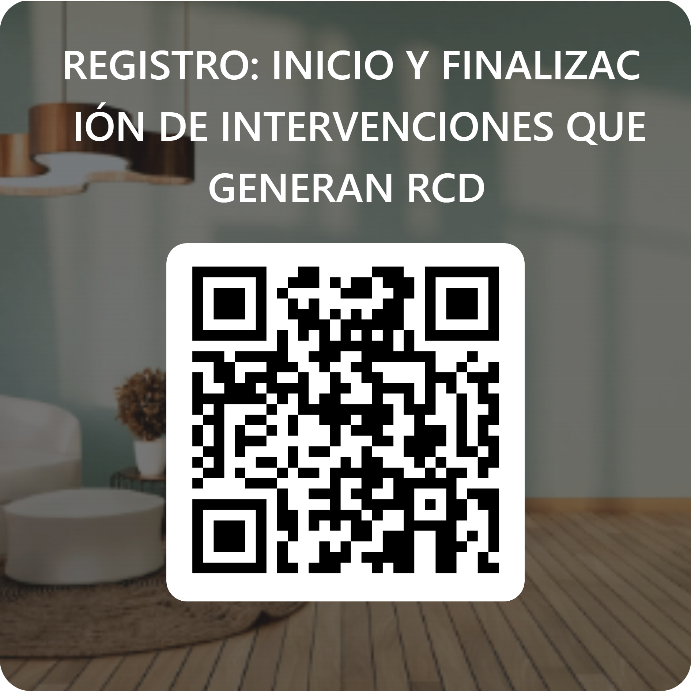 REGISTRO: INICIO Y FINALIZAC
IÓN DE INTERVENCIONES QUE
GENERAN RCD